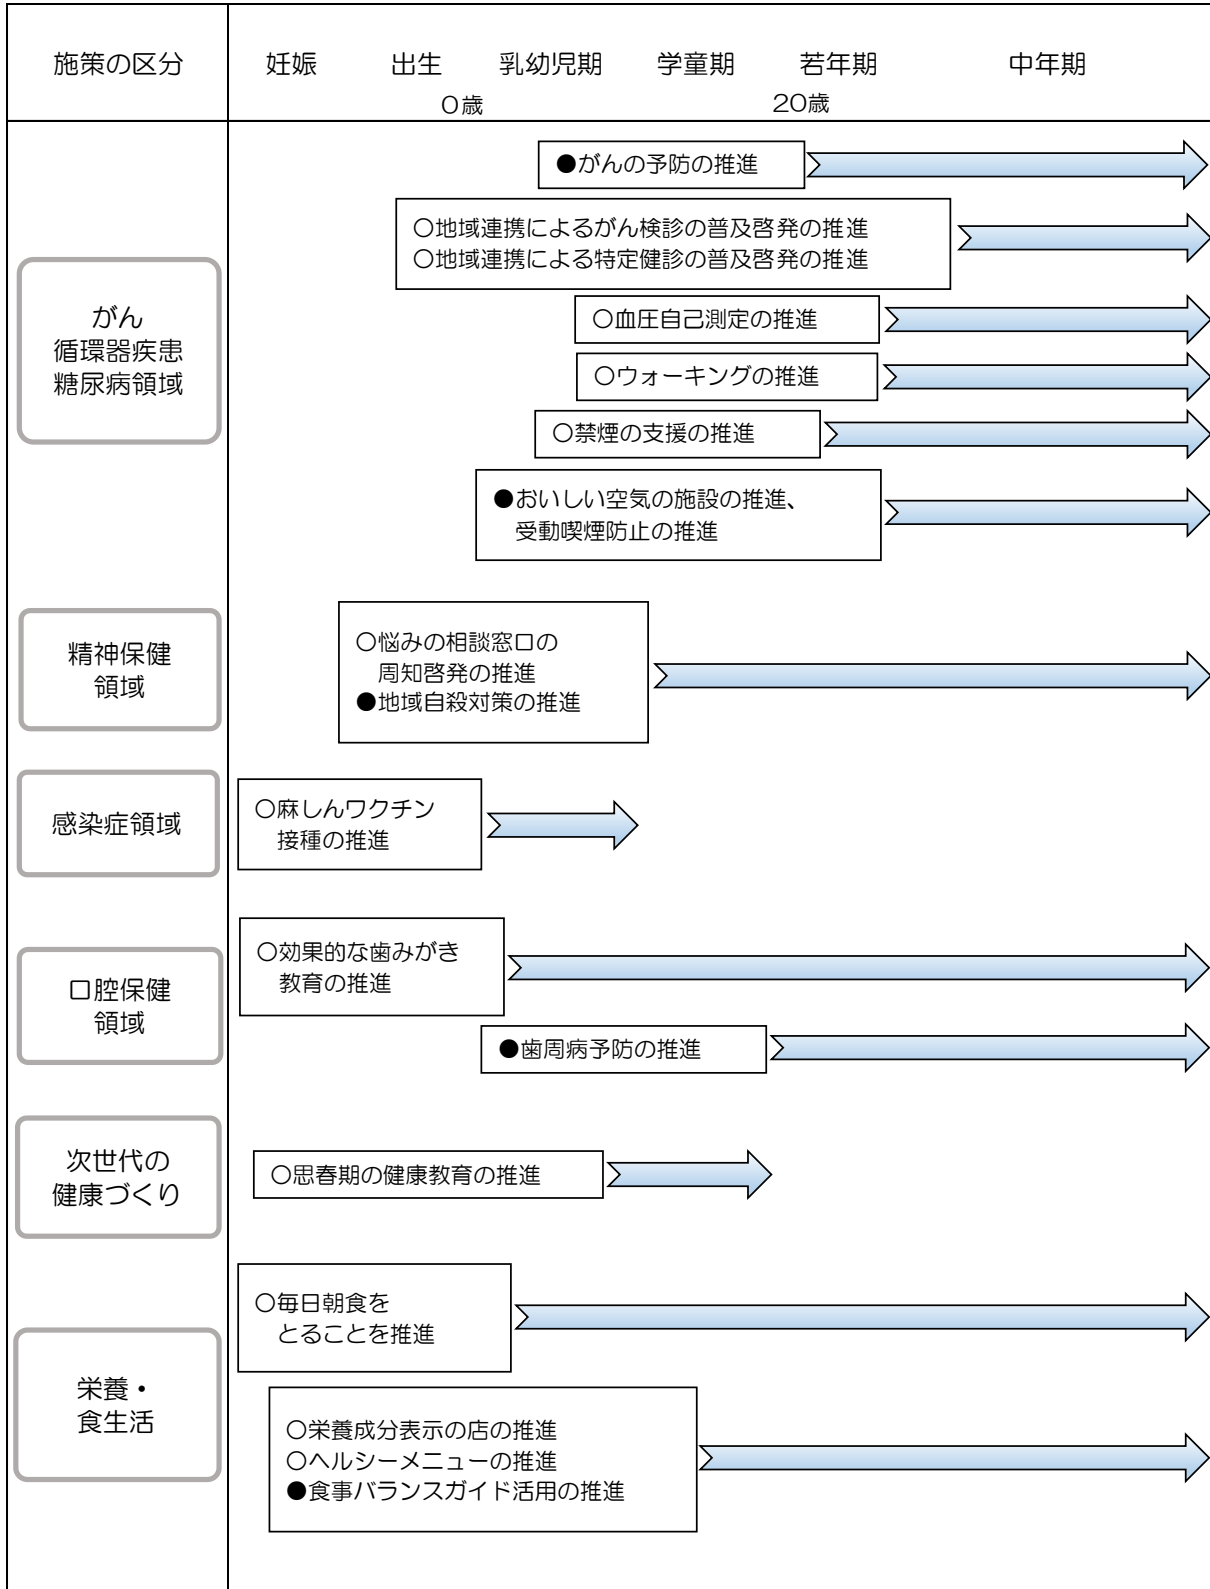 施策の区分
妊娠 出生 乳幼児期 学童期 若年期 中年期
0歳 20歳
●がんの予防の推進
○地域連携によるがん検診の普及啓発の推進
○地域連携による特定健診の普及啓発の推進
がん
循環器疾患
糖尿病領域
○血圧自己測定の推進
○ウォーキングの推進
○禁煙の支援の推進
●おいしい空気の施設の推進、
受動喫煙防止の推進
精神保健
領域
○悩みの相談窓口の
周知啓発の推進
●地域自殺対策の推進
感染症領域
○麻しんワクチン
接種の推進
口腔保健
領域
○効果的な歯みがき
教育の推進
●歯周病予防の推進
次世代の
健康づくり
○思春期の健康教育の推進
栄養・
食生活
○毎日朝食を
とることを推進
○栄養成分表示の店の推進
○ヘルシーメニューの推進
●食事バランスガイド活用の推進